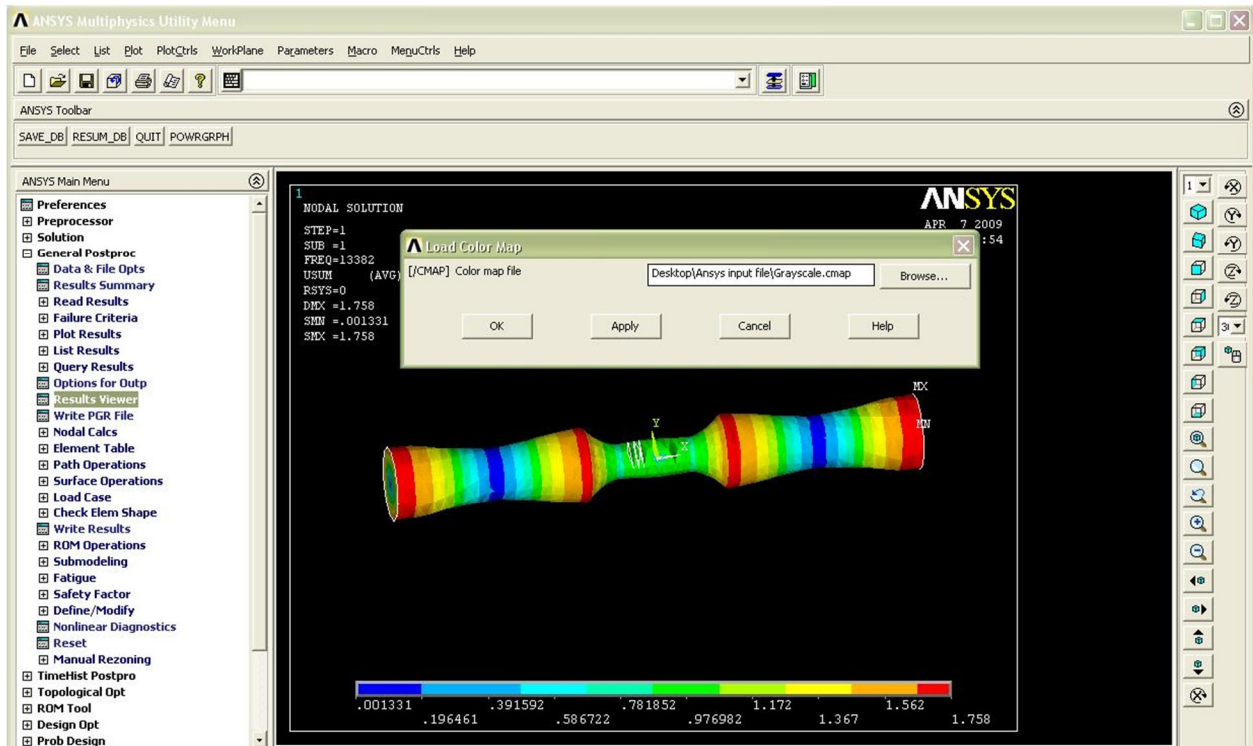 ANSYS Multiphysics Utility Menu
File Select List Plot PlotCtrls WorkPlane Parameters Macro MenuCtrls Help
ANSYS Toolbar
SAVE_DB RESUM_DB QUIT POWRGRPH
ANSYS Main Menu
Preferences
Preprocessor
Solution
General Postproc
Data & File Opts
Results Summary
Read Results
Failure Criteria
Plot Results
List Results
Query Results
Options for Outp
Results Viewer
Write PGR File
Nodal Calcs
Element Table
Path Operations
Surface Operations
Load Case
Check Elem Shape
Write Results
ROM Operations
Submodeling
Fatigue
Safety Factor
Define/Modify
Nonlinear Diagnostics
Reset
Manual Rezoning
TimeHist Postpro
Topological Opt
ROM Tool
Design Opt
Prob Design
1
NODAL SOLUTION
STEP=1
SUB =1
FREQ=13382
USUM (AVG)
RSYS=0
DMX =1.758
SMN =.001331
SMX =1.758
ANSYS
APR 7 2009
:54
Load Color Map
[/CMAP] Color map file Desktop\Ansys input file\Grayscale.cmap Browse...
OK Apply Cancel Help
MX
MN
Y
X
.001331 .391592 .781852 1.172 1.562
.196461 .586722 .976982 1.367 1.758
1